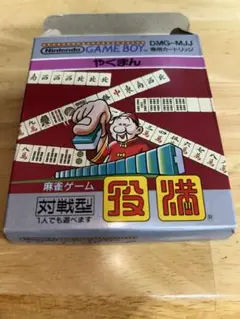 Nintendo GAME BOY
DMG-MJJ
専用カートリッジ
やくまん
麻雀ゲーム
対戦型
1人でも遊べます
役満